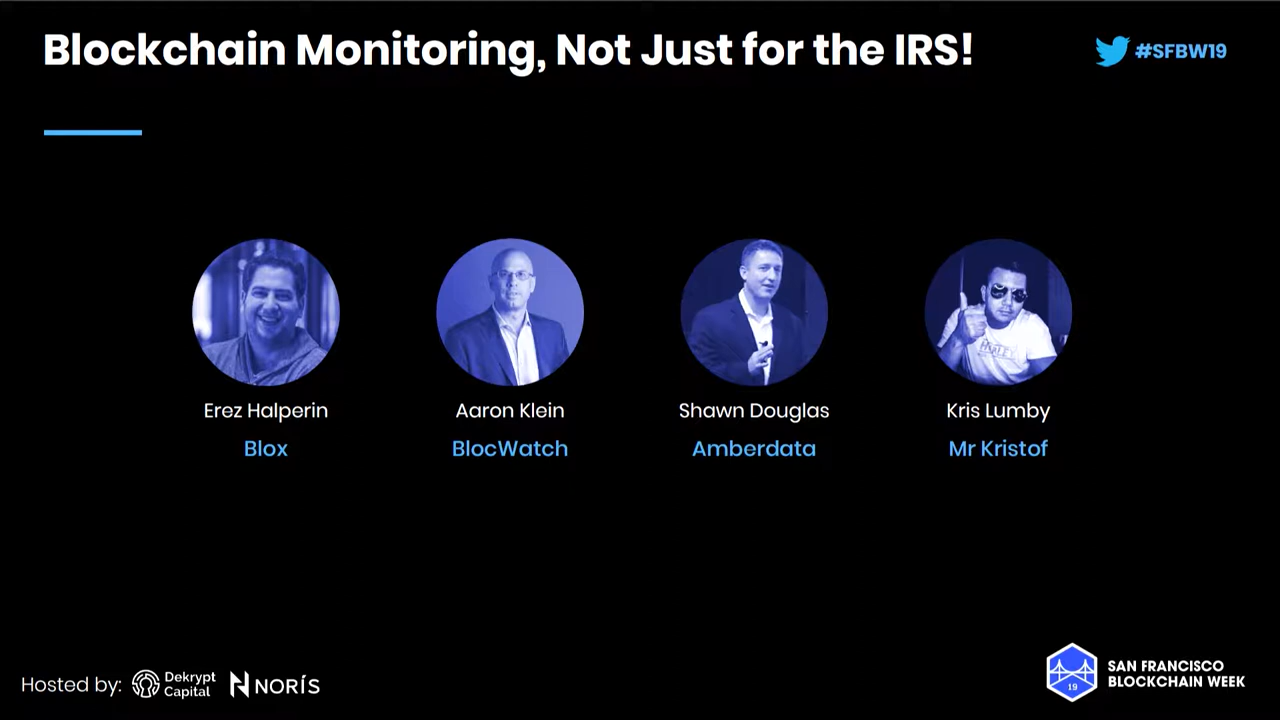 Blockchain Monitoring, Not Just for the IRS!
#SFBW19
Erez Halperin
Blox
Aaron Klein
BlocWatch
Shawn Douglas
Amberdata
Kris Lumby
Mr Kristof
Hosted by:
Dekrypt
Capital
NORÍS
19
SAN FRANCISCO
BLOCKCHAIN WEEK